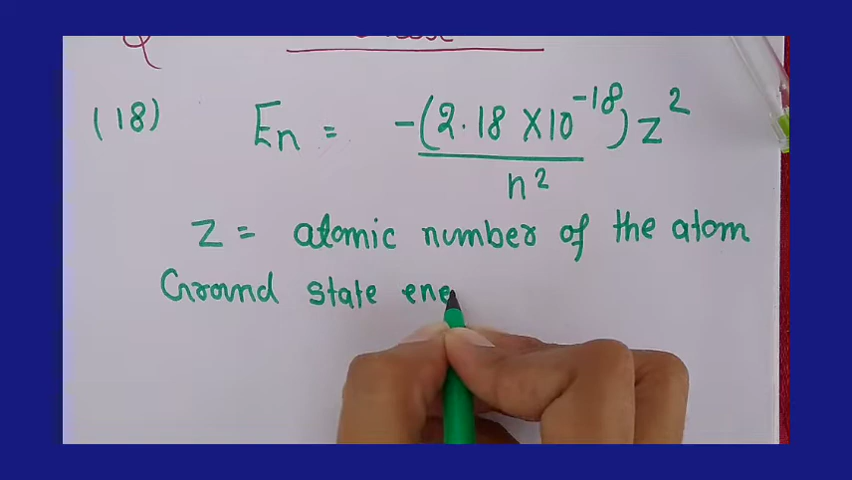 (18) En = -(2.18 X10^-18) z^2 / n^2
z = atomic number of the atom
Ground state ene